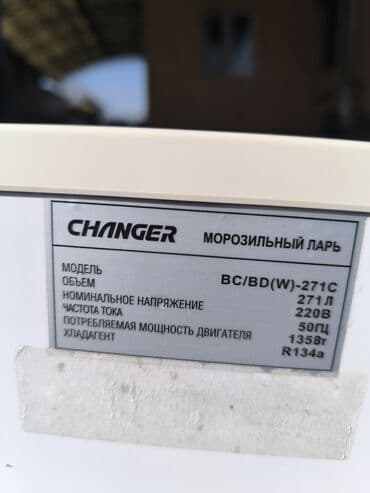 CHANGER МОРОЗИЛЬНЫЙ ЛАРЬ
МОДЕЛЬ BC/BD(W)-271C
ОБЪЕМ 271Л
НОМИНАЛЬНОЕ НАПРЯЖЕНИЕ 220В
ЧАСТОТА ТОКА 50ГЦ
ПОТРЕБЛЯЕМАЯ МОЩНОСТЬ ДВИГАТЕЛЯ 135Вт
ХЛАДАГЕНТ R134a